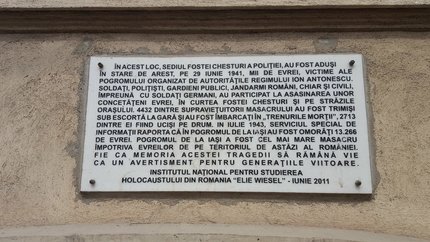 ÎN ACEST LOC, SEDIUL FOSTEI CHESTURI A POLIȚIEI, AU FOST ADUȘI
ÎN STARE DE AREST, PE 29 IUNIE 1941, MII DE EVREI, VICTIME ALE
POGROMULUI ORGANIZAT DE AUTORITĂȚILE REGIMULUI ION ANTONESCU.
SOLDAȚI, POLIȚIȘTI, GARDIENI PUBLICI, JANDARMI ROMÂNI, CHIAR ȘI CIVILI,
ÎMPREUNĂ CU SOLDAȚI GERMANI, AU PARTICIPAT LA ASASINAREA UNOR
CONCETĂȚENI EVREI, ÎN CURTEA FOSTEI CHESTURI ȘI PE STRĂZILE
ORAȘULUI. 4432 DINTRE SUPRAVIEȚUITORII MASACRULUI AU FOST TRIMIȘI
SUB ESCORTĂ LA GARĂ ȘI AU FOST ÎMBARCAȚI ÎN „TRENURILE MORȚII”, 2713
DINTRE EI FIIND UCIȘI PE DRUM. ÎN IULIE 1943, SERVICIUL SPECIAL DE
INFORMAȚII RAPORTA CĂ ÎN POGROMUL DE LA IAȘI AU FOST OMORÂȚI 13.266
DE EVREI. POGROMUL DE LA IAȘI A FOST CEL MAI MARE MASACRU
ÎMPOTRIVA EVREILOR DE PE TERITORIUL DE ASTĂZI AL ROMÂNIEI.
FIE CA MEMORIA ACESTEI TRAGEDII SĂ RĂMÂNĂ VIE
CA UN AVERTISMENT PENTRU GENERAȚIILE VIITOARE.
INSTITUTUL NAȚIONAL PENTRU STUDIEREA
HOLOCAUSTULUI DIN ROMANIA "ELIE WIESEL" - IUNIE 2011